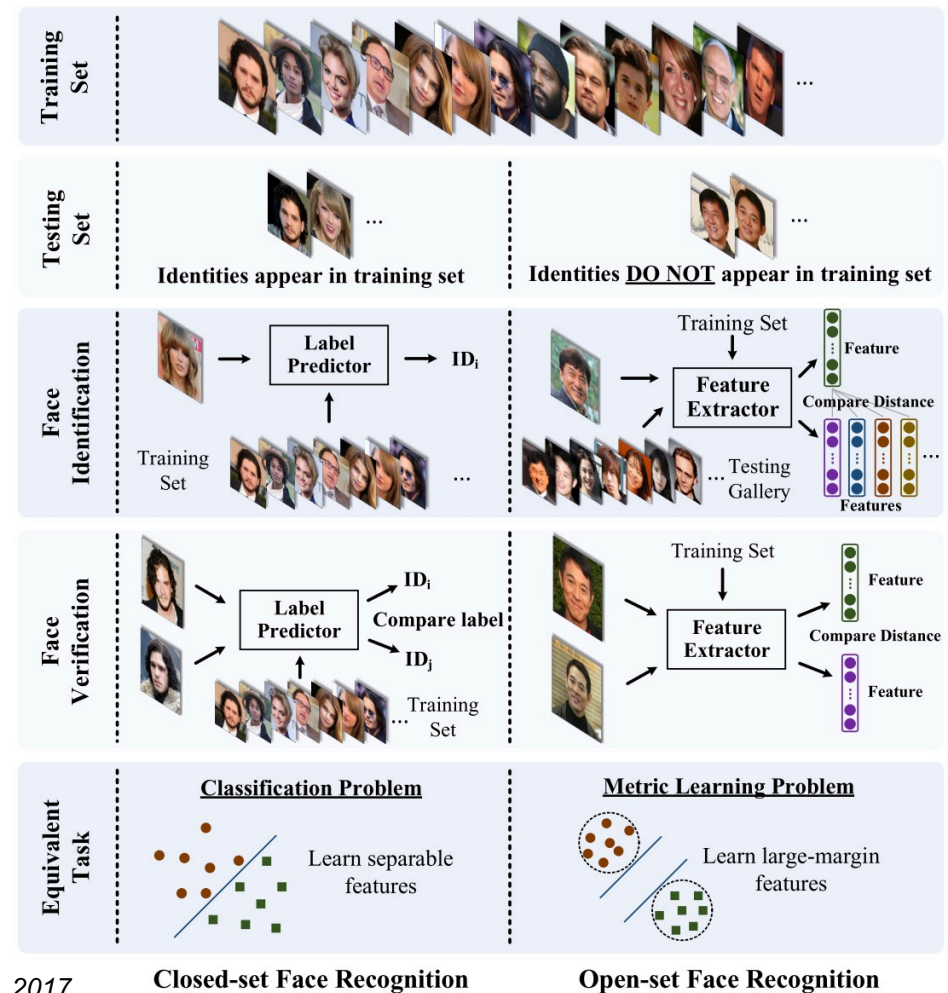 Training
Set
...
Testing
Set
...
Identities appear in training set
...
Identities DO NOT appear in training set
Face
Identification
Label
Predictor
IDi
Training
Set
...
Training Set
Feature
Extractor
Feature
Compare Distance
...
Testing
Gallery
...
Features
Face
Verification
Label
Predictor
IDi
Compare label
IDj
...
Training
Set
Training Set
Feature
Extractor
Feature
Compare Distance
Feature
Equivalent
Task
Classification Problem
Learn separable
features
Metric Learning Problem
Learn large-margin
features
2017
Closed-set Face Recognition
Open-set Face Recognition